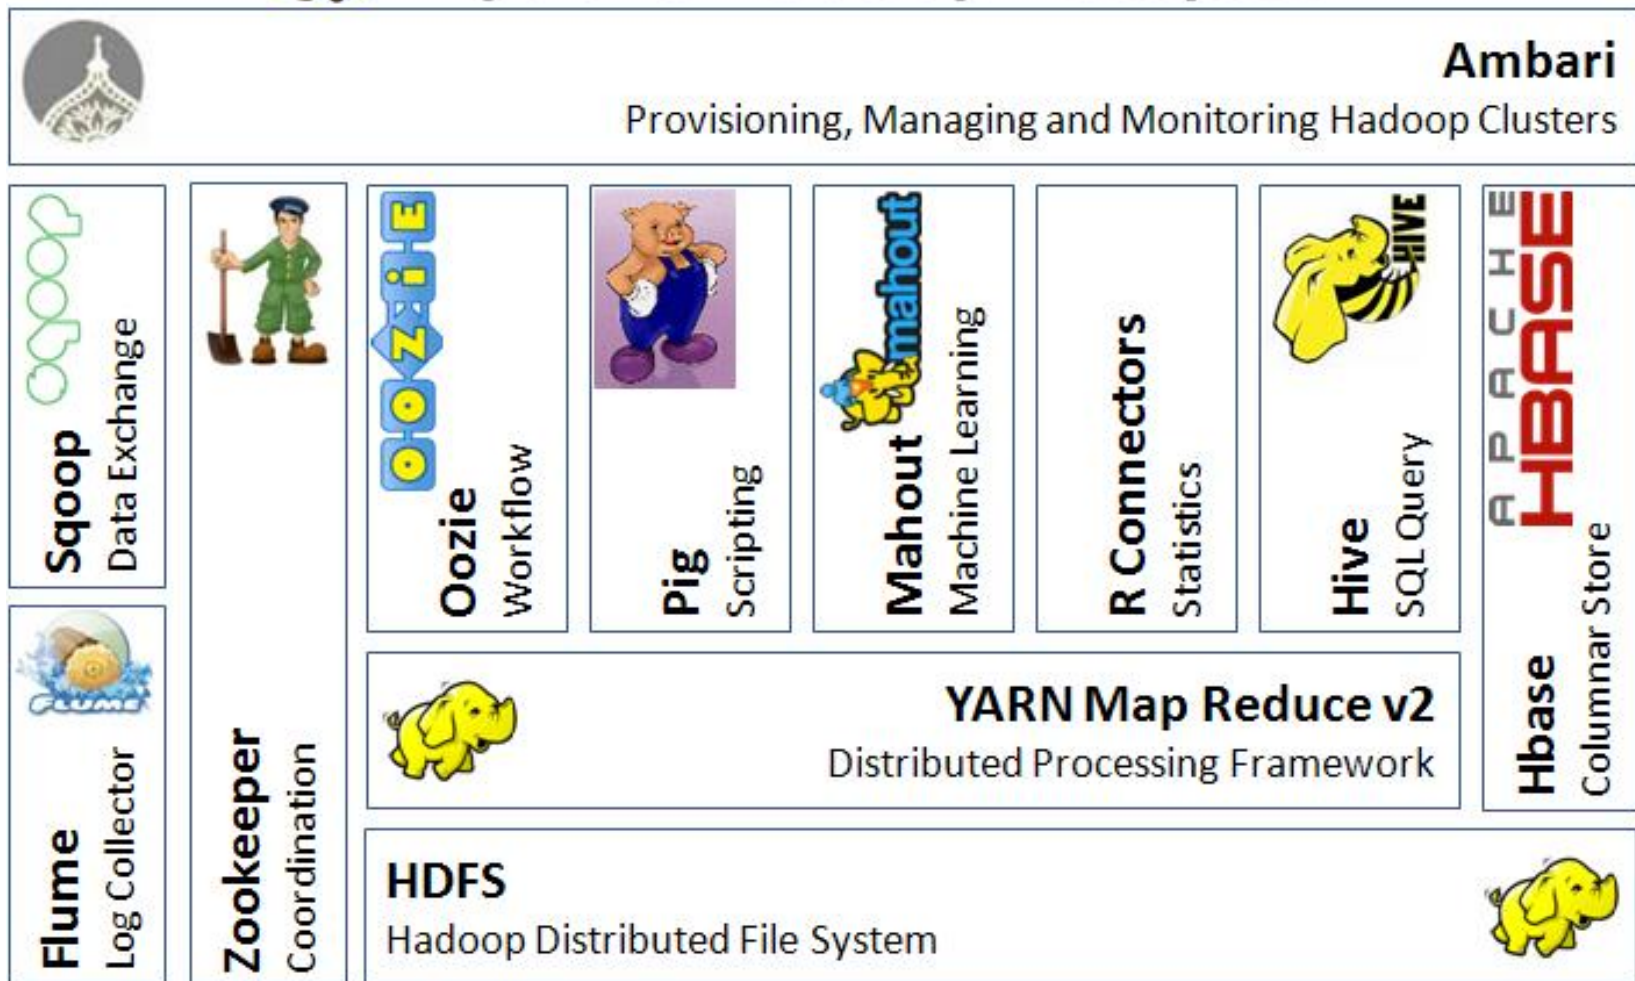 Ambari
Provisioning, Managing and Monitoring Hadoop Clusters
Sqoop
Data Exchange
FLUME
Flume
Log Collector
Zookeeper
Coordination
OOZiE
Oozie
Workflow
Pig
Scripting
mahout
Mahout
Machine Learning
R Connectors
Statistics
HIVE
Hive
SQL Query
APACHE
HBASE
Hbase
Columnar Store
YARN Map Reduce v2
Distributed Processing Framework
HDFS
Hadoop Distributed File System